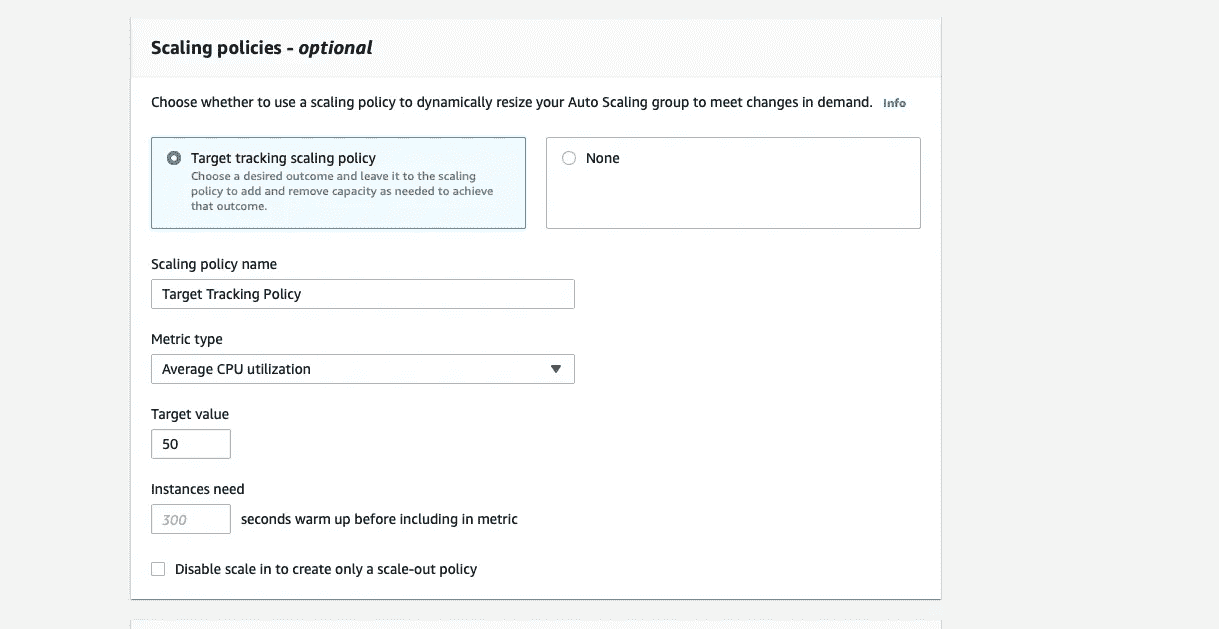 Scaling policies - optional
Choose whether to use a scaling policy to dynamically resize your Auto Scaling group to meet changes in demand. Info
Target tracking scaling policy
Choose a desired outcome and leave it to the scaling
policy to add and remove capacity as needed to achieve
that outcome.
None
Scaling policy name
Target Tracking Policy
Metric type
Average CPU utilization
Target value
50
Instances need
300 seconds warm up before including in metric
Disable scale in to create only a scale-out policy